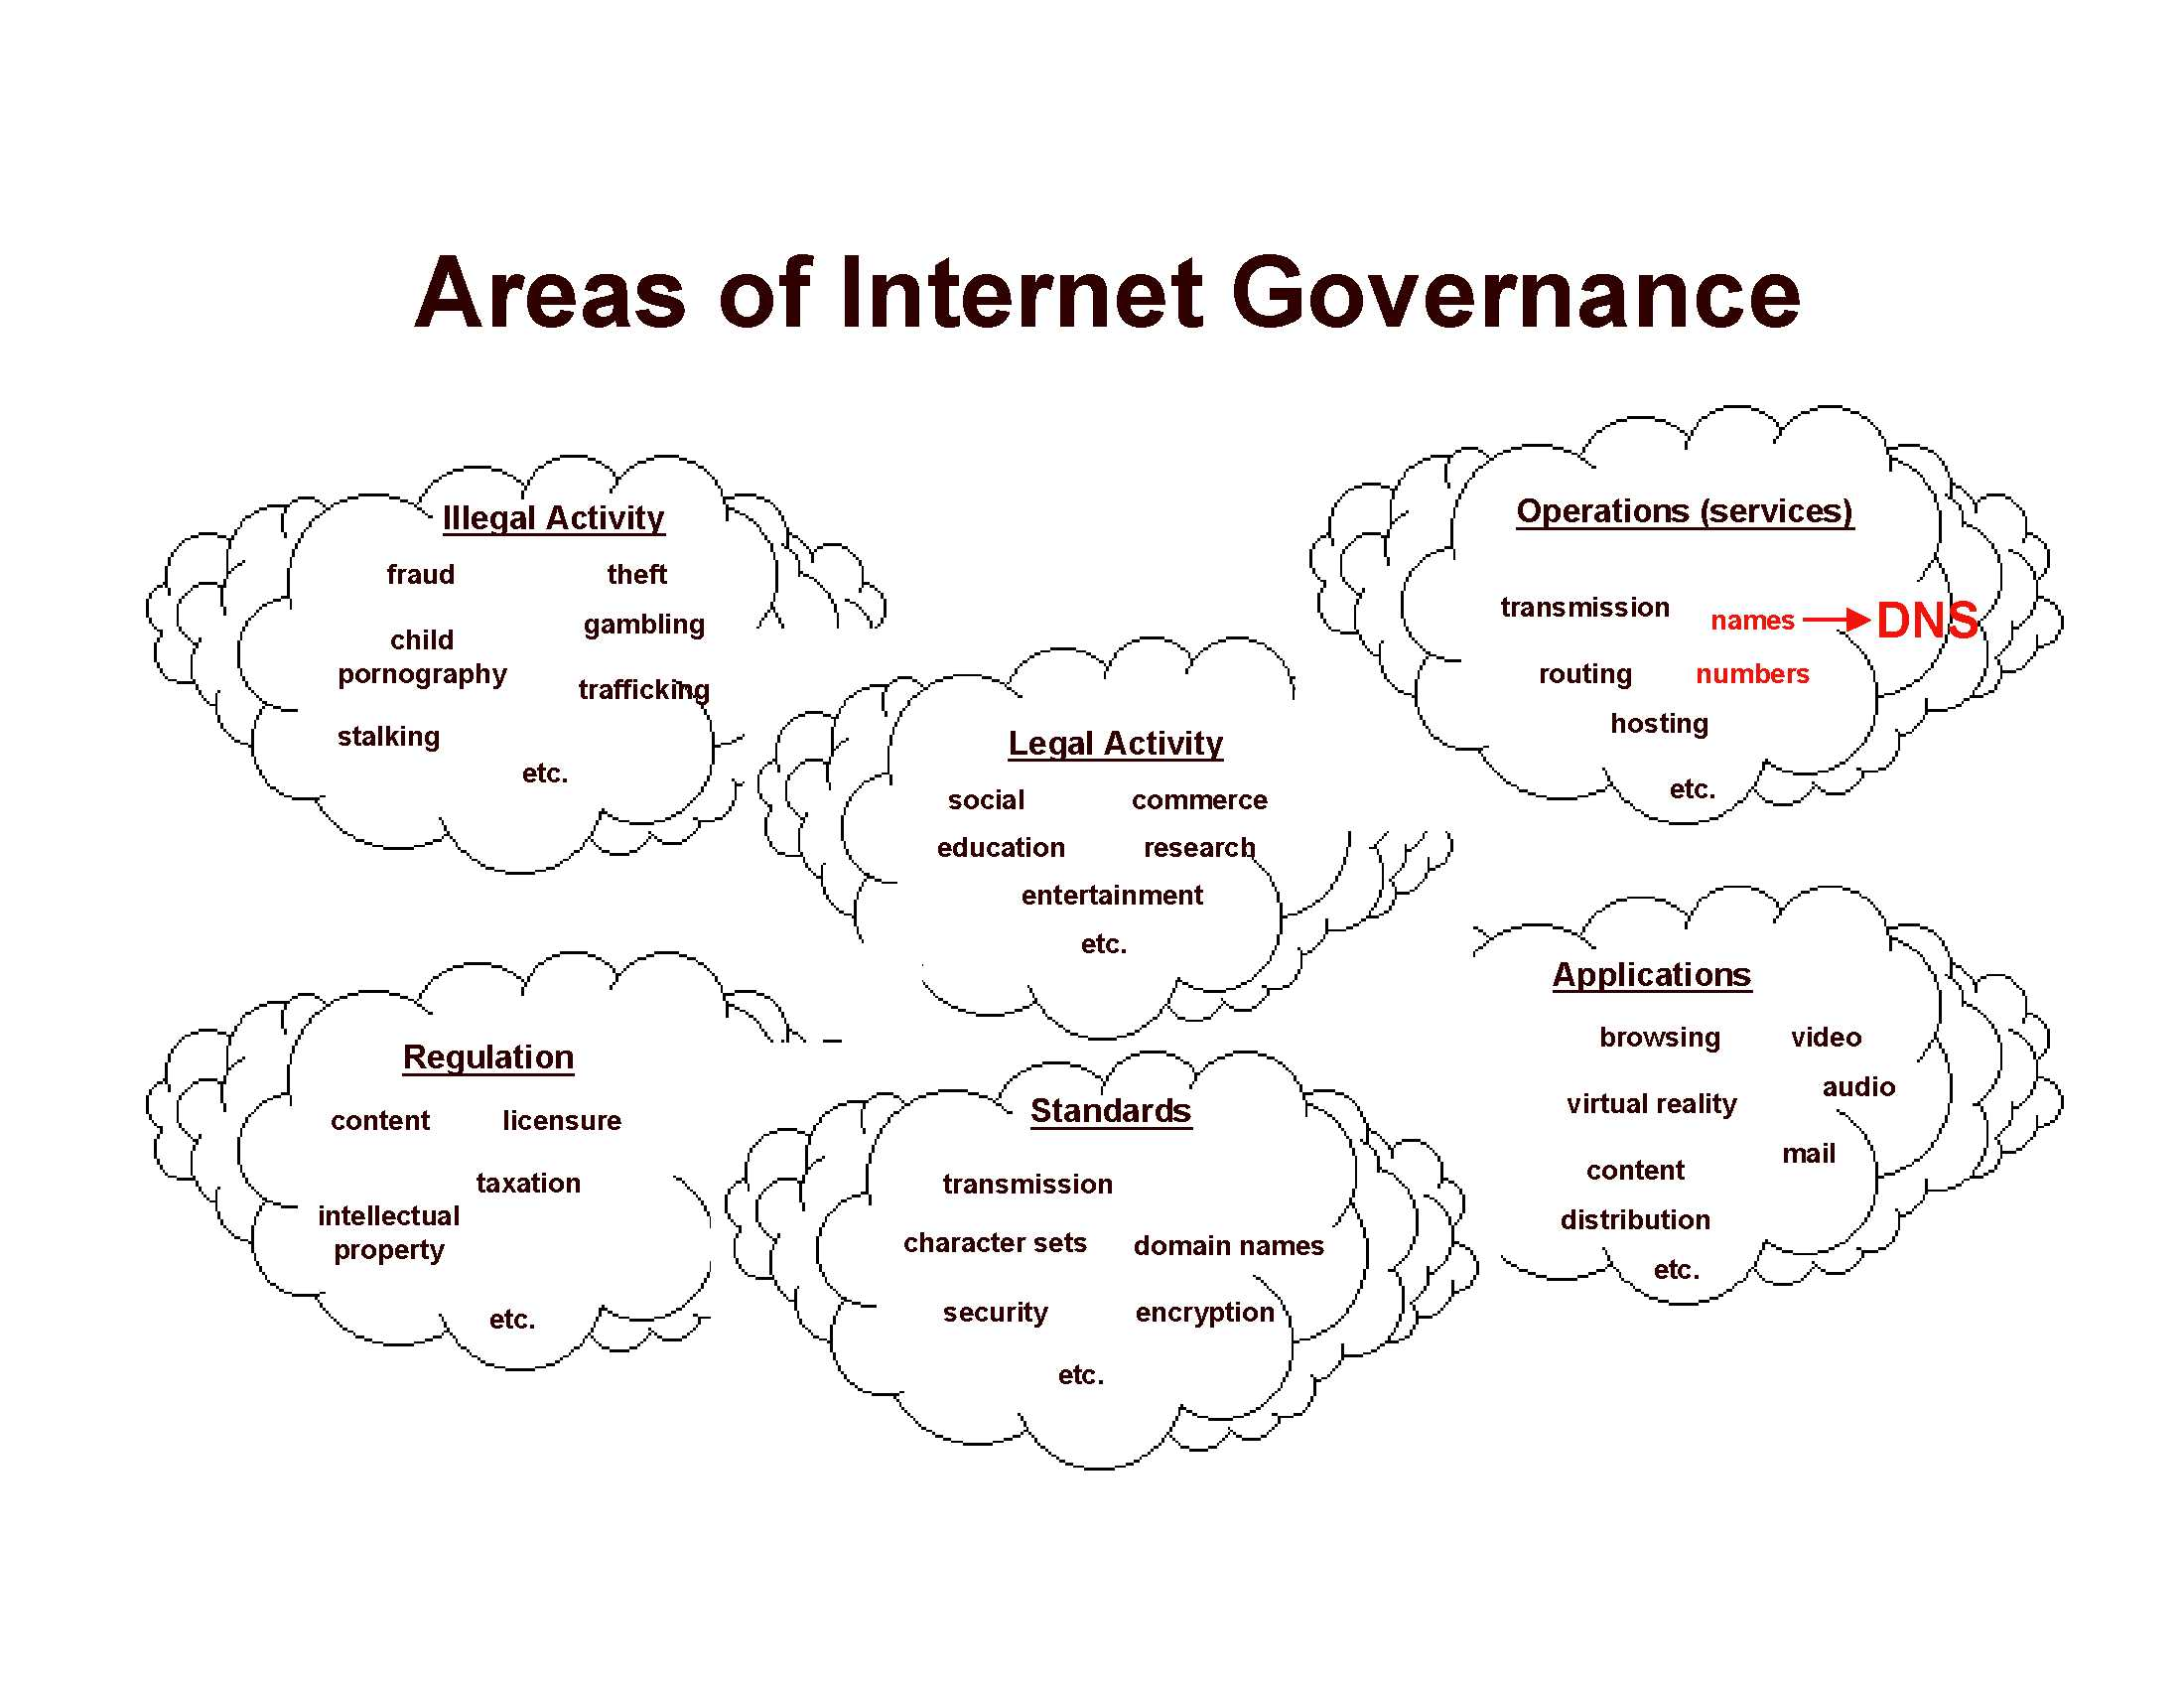 Areas of Internet Governance
Illegal Activity
fraud theft
gambling
child
pornography
trafficking
stalking
etc.
Legal Activity
social commerce
education research
entertainment
etc.
Operations (services)
transmission
names DNS
routing numbers
hosting
etc.
Regulation
content licensure
taxation
intellectual
property
etc.
Standards
transmission
character sets domain names
security encryption
etc.
Applications
browsing video
audio
virtual reality
mail
content
distribution
etc.